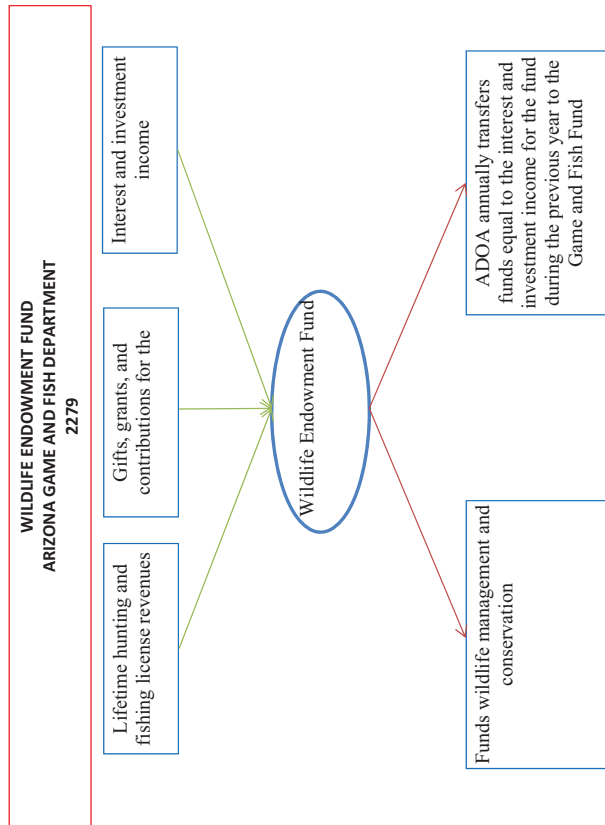 WILDLIFE ENDOWMENT FUND
ARIZONA GAME AND FISH DEPARTMENT
2279
Lifetime hunting and
fishing license revenues
Gifts, grants, and
contributions for the
Interest and investment
income
Wildlife Endowment Fund
Funds wildlife management and
conservation
ADOA annually transfers
funds equal to the interest and
investment income for the fund
during the previous year to the
Game and Fish Fund